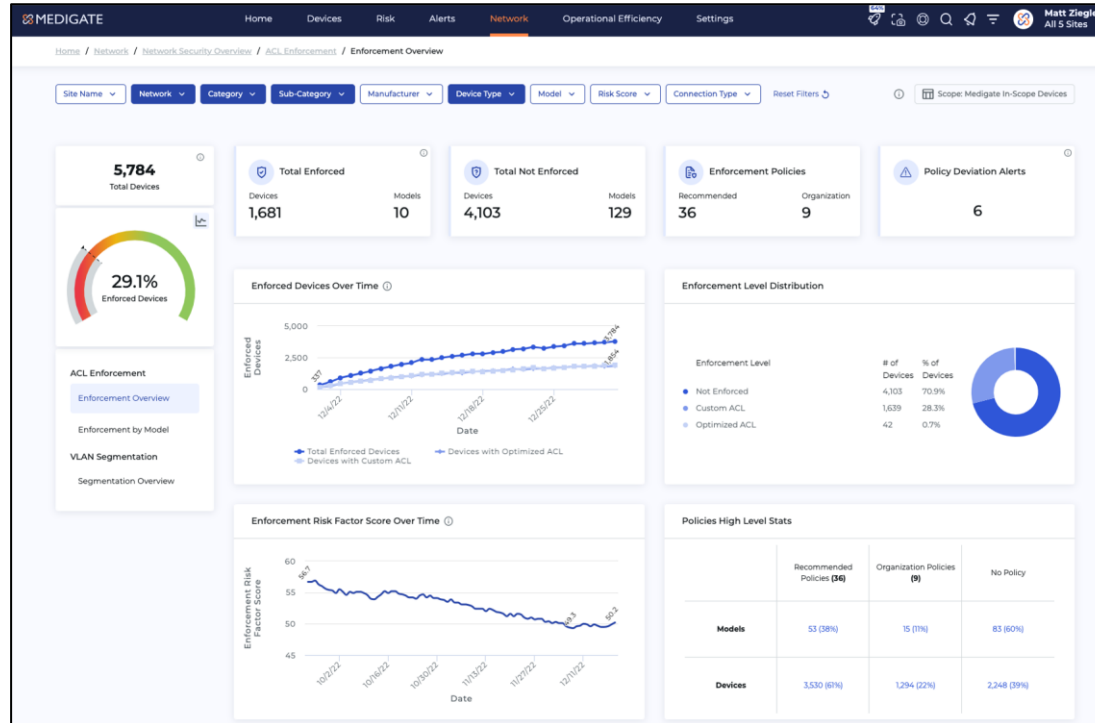 MEDIGATE
Home Devices Risk Alerts Network Operational Efficiency Settings
64%
Matt Ziegle
All 5 Sites
Home / Network / Network Security Overview / ACL Enforcement / Enforcement Overview
Site Name Network Category Sub-Category Manufacturer Device Type Model Risk Score Connection Type Reset Filters
Scope: Medigate In-Scope Devices
5,784
Total Devices
29.1%
Enforced Devices
ACL Enforcement
Enforcement Overview
Enforcement by Model
VLAN Segmentation
Segmentation Overview
Total Enforced
Devices Models
1,681 10
Total Not Enforced
Devices Models
4,103 129
Enforcement Policies
Recommended Organization
36 9
Policy Deviation Alerts
6
Enforced Devices Over Time
Enforced
Devices
5,000
2,500
0
337
3,784
1,854
12/4/22 12/11/22 12/18/22 12/25/22
Date
Total Enforced Devices Devices with Optimized ACL
Devices with Custom ACL
Enforcement Level Distribution
Enforcement Level # of Devices % of Devices
Not Enforced 4,103 70.9%
Custom ACL 1,639 28.3%
Optimized ACL 42 0.7%
Enforcement Risk Factor Score Over Time
Enforcement Risk
Factor Score
60
55
50
45
56.7
49.3
50.2
10/2/22 10/16/22 10/30/22 11/13/22 11/27/22 12/11/22
Date
Policies High Level Stats
Recommended Policies (36) Organization Policies (9) No Policy
Models 53 (38%) 15 (11%) 83 (60%)
Devices 3,530 (61%) 1,294 (22%) 2,248 (39%)